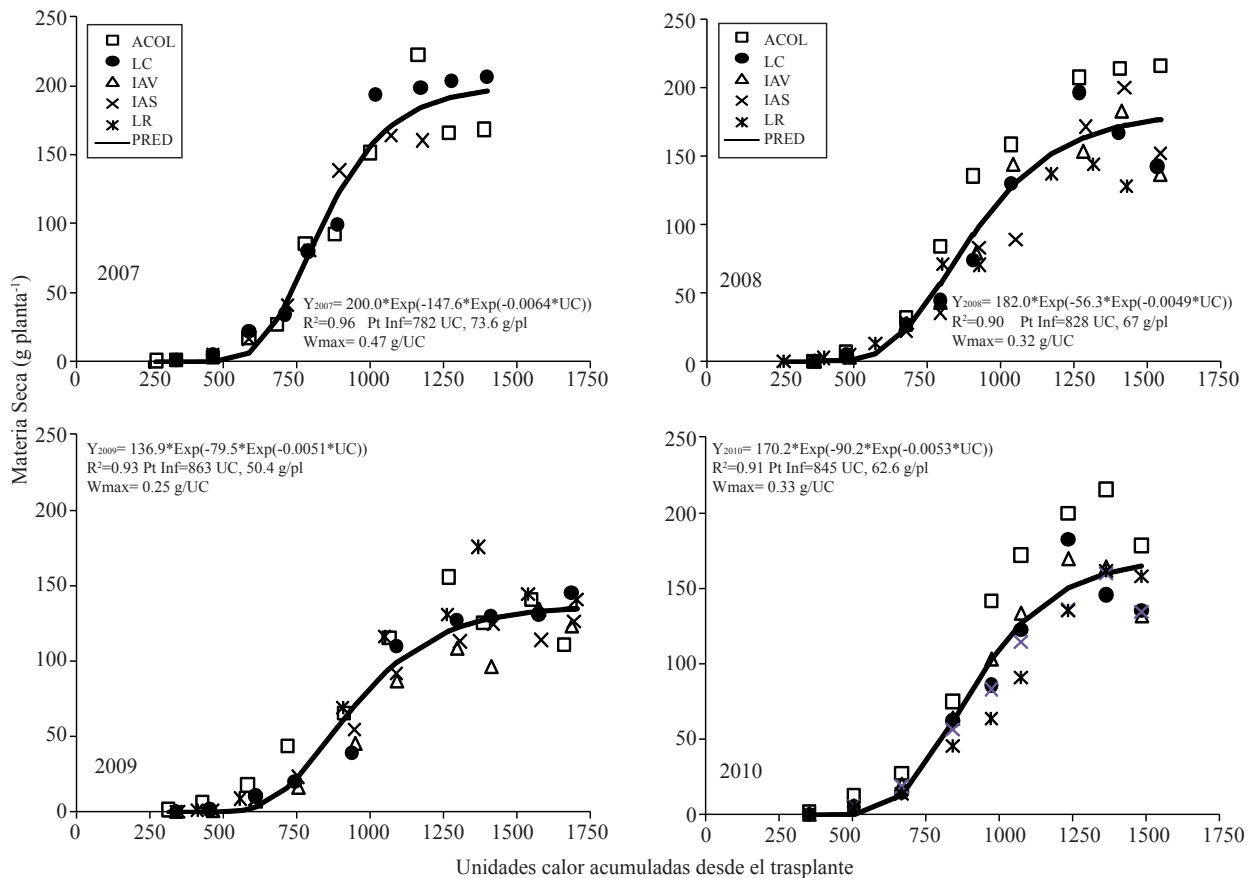 Materia Seca (g planta⁻¹)
250
200
150
100
50
0
ACOL
LC
IAV
IAS
LR
PRED
2007
Y₂₀₀₇= 200.0*Exp(-147.6*Exp(-0.0064*UC))
R²=0.96 Pt Inf=782 UC, 73.6 g/pl
Wmax= 0.47 g/UC
0 250 500 750 1000 1250 1500 1750
250
200
150
100
50
0
ACOL
LC
IAV
IAS
LR
PRED
2008
Y₂₀₀₈= 182.0*Exp(-56.3*Exp(-0.0049*UC))
R²=0.90 Pt Inf=828 UC, 67 g/pl
Wmax= 0.32 g/UC
0 250 500 750 1000 1250 1500 1750
250
200
150
100
50
0
Y₂₀₀₉= 136.9*Exp(-79.5*Exp(-0.0051*UC))
R²=0.93 Pt Inf=863 UC, 50.4 g/pl
Wmax= 0.25 g/UC
2009
0 250 500 750 1000 1250 1500 1750
250
200
150
100
50
0
Y₂₀₁₀= 170.2*Exp(-90.2*Exp(-0.0053*UC))
R²=0.91 Pt Inf=845 UC, 62.6 g/pl
Wmax= 0.33 g/UC
2010
0 250 500 750 1000 1250 1500 1750
Unidades calor acumuladas desde el trasplante